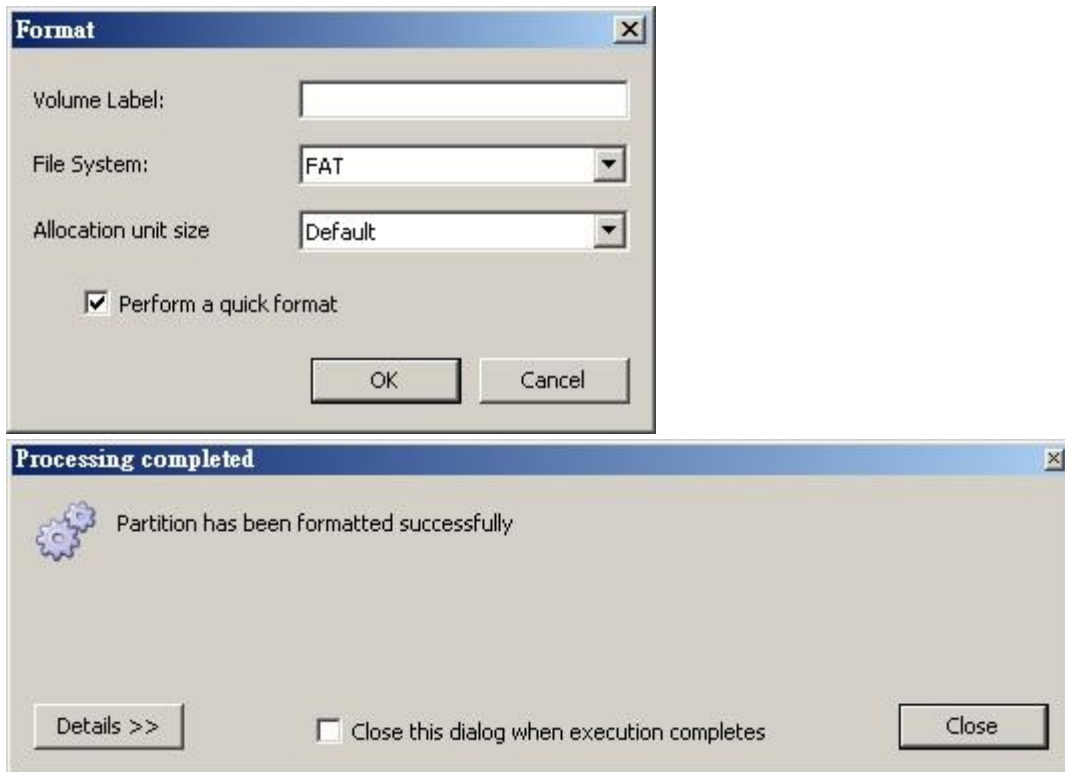 Format
Volume Label:
File System: FAT
Allocation unit size Default
Perform a quick format
OK Cancel
Processing completed
Partition has been formatted successfully
Details >> Close this dialog when execution completes Close